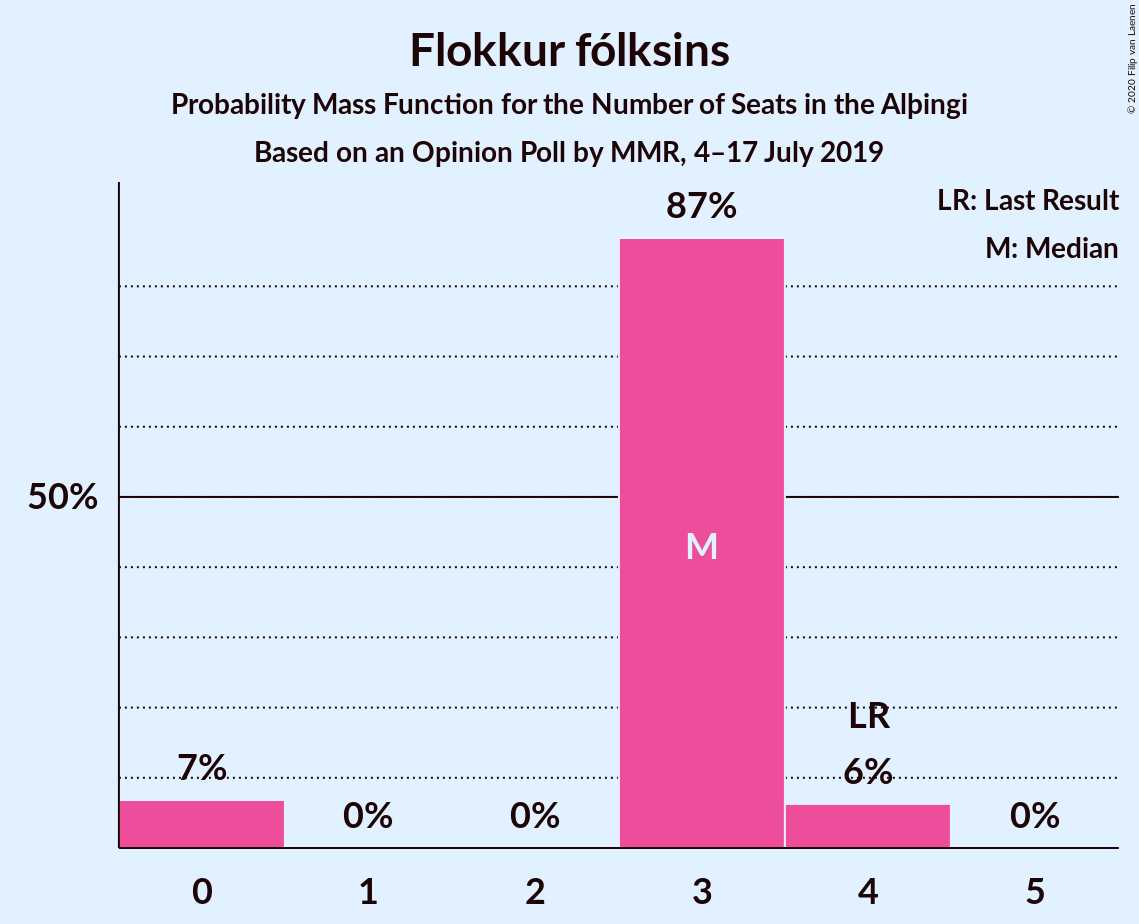 Flokkur fólksins
Probability Mass Function for the Number of Seats in the Alþingi
Based on an Opinion Poll by MMR, 4–17 July 2019
© 2020 Filip van Laenen
LR: Last Result
M: Median
87%
50%
M
LR
7%
6%
0%
0%
0%
0
1
2
3
4
5